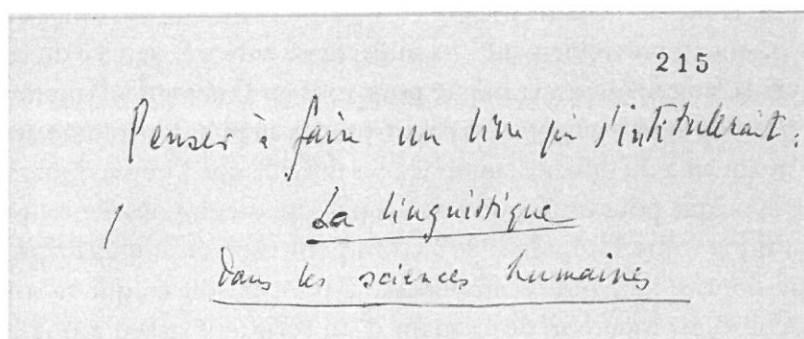 215
Penser à faire un livre qui s'intitulerait :
La linguistique
dans les sciences humaines